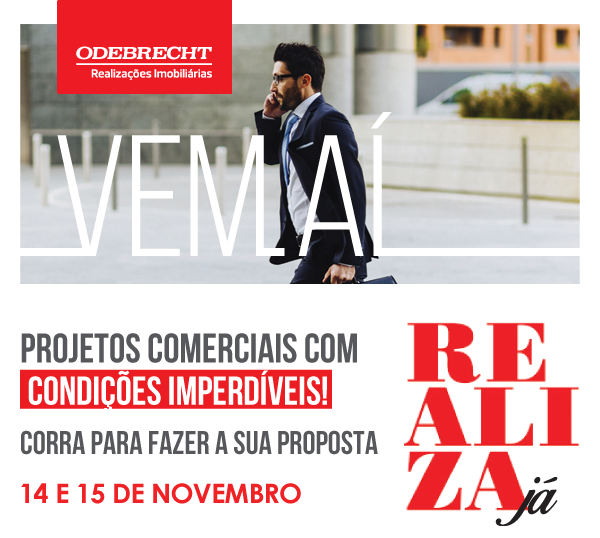 ODEBRECHT
Realizações Imobiliárias
VEM AÍ
PROJETOS COMERCIAIS COM
CONDIÇÕES IMPERDÍVEIS!
CORRA PARA FAZER A SUA PROPOSTA
14 E 15 DE NOVEMBRO
RE
ALI
ZA
já